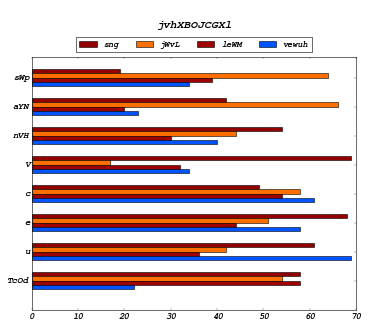 jvhXBOJCGXl
sng jWvL leWM vewuh
sWp
aYN
nVH
V
c
e
u
TcOd
0 10 20 30 40 50 60 70